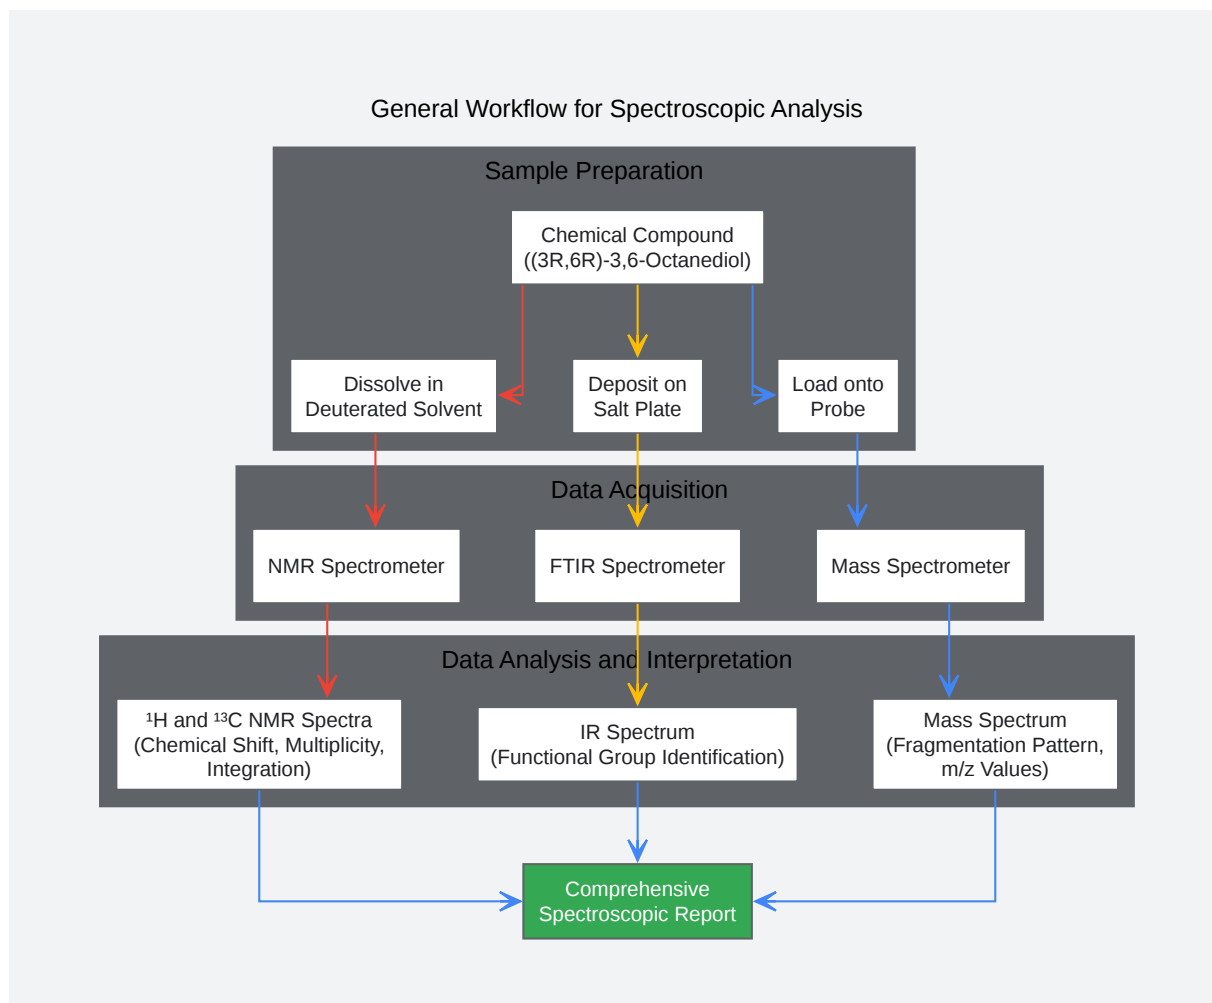 General Workflow for Spectroscopic Analysis
Sample Preparation
Chemical Compound
((3R,6R)-3,6-Octanediol)
Dissolve in
Deuterated Solvent
Deposit on
Salt Plate
Load onto
Probe
Data Acquisition
NMR Spectrometer
FTIR Spectrometer
Mass Spectrometer
Data Analysis and Interpretation
¹H and ¹³C NMR Spectra
(Chemical Shift, Multiplicity,
Integration)
IR Spectrum
(Functional Group Identification)
Mass Spectrum
(Fragmentation Pattern,
m/z Values)
Comprehensive
Spectroscopic Report